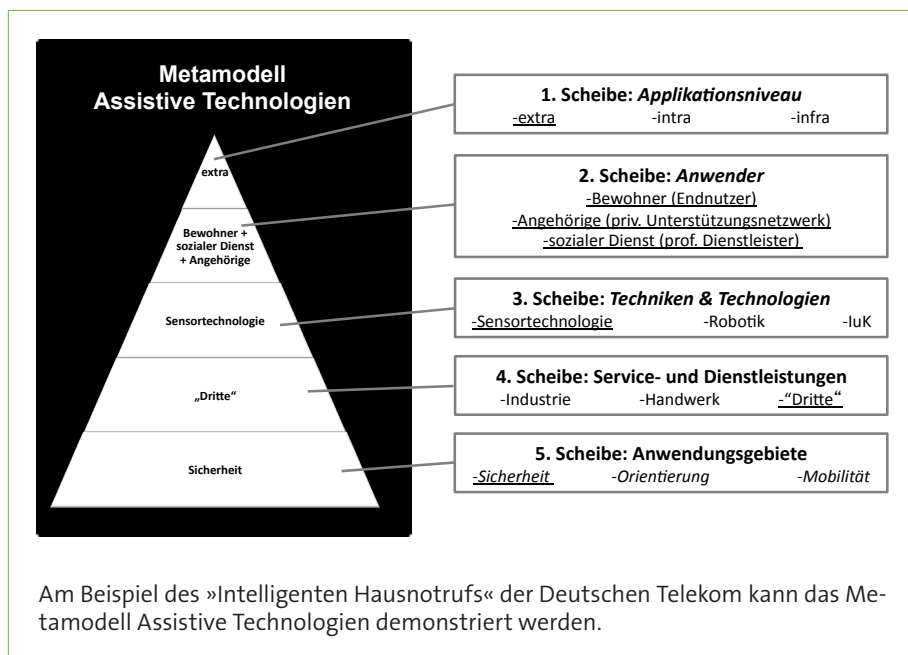 Metamodell
Assistive Technologien
extra
Bewohner +
sozialer Dienst
+ Angehörige
Sensortechnologie
„Dritte“
Sicherheit
1. Scheibe: Applikationsniveau
-extra -intra -infra
2. Scheibe: Anwender
-Bewohner (Endnutzer)
-Angehörige (priv. Unterstützungsnetzwerk)
-sozialer Dienst (prof. Dienstleister)
3. Scheibe: Techniken & Technologien
-Sensortechnologie -Robotik -IuK
4. Scheibe: Service- und Dienstleistungen
-Industrie -Handwerk -“Dritte“
5. Scheibe: Anwendungsgebiete
-Sicherheit -Orientierung -Mobilität
Am Beispiel des »Intelligenten Hausnotrufs« der Deutschen Telekom kann das Me-
tamodell Assistive Technologien demonstriert werden.